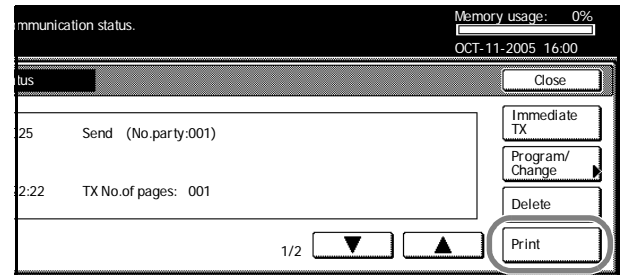 mmunication status.
Memory usage: 0%
OCT-11-2005 16:00
tus
Close
25 Send (No.party:001)
Immediate
TX
Program/
Change
2:22 TX No.of pages: 001
Delete
1/2
Print